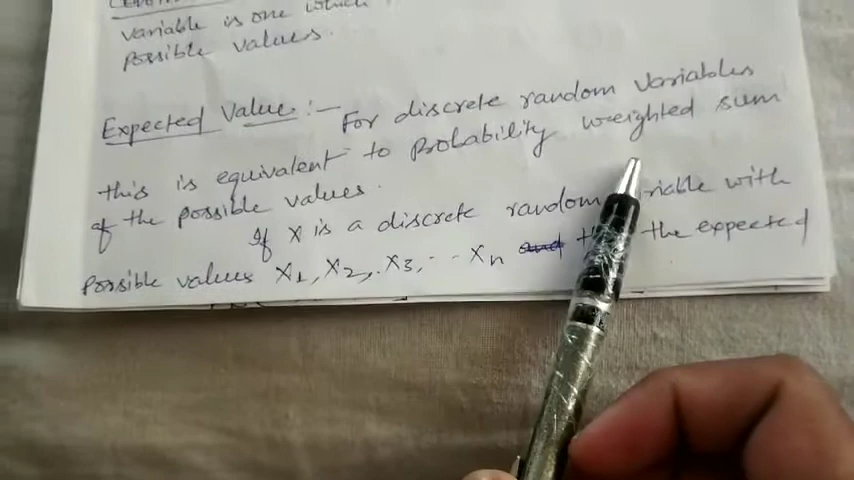 variable is one which
possible values.
Expected Value :- For discrete random variables
this is equivalent to probability weighted sum
of the possible values.
If X is a discrete random variable with
possible values X1, X2, X3, -- Xn and the expected